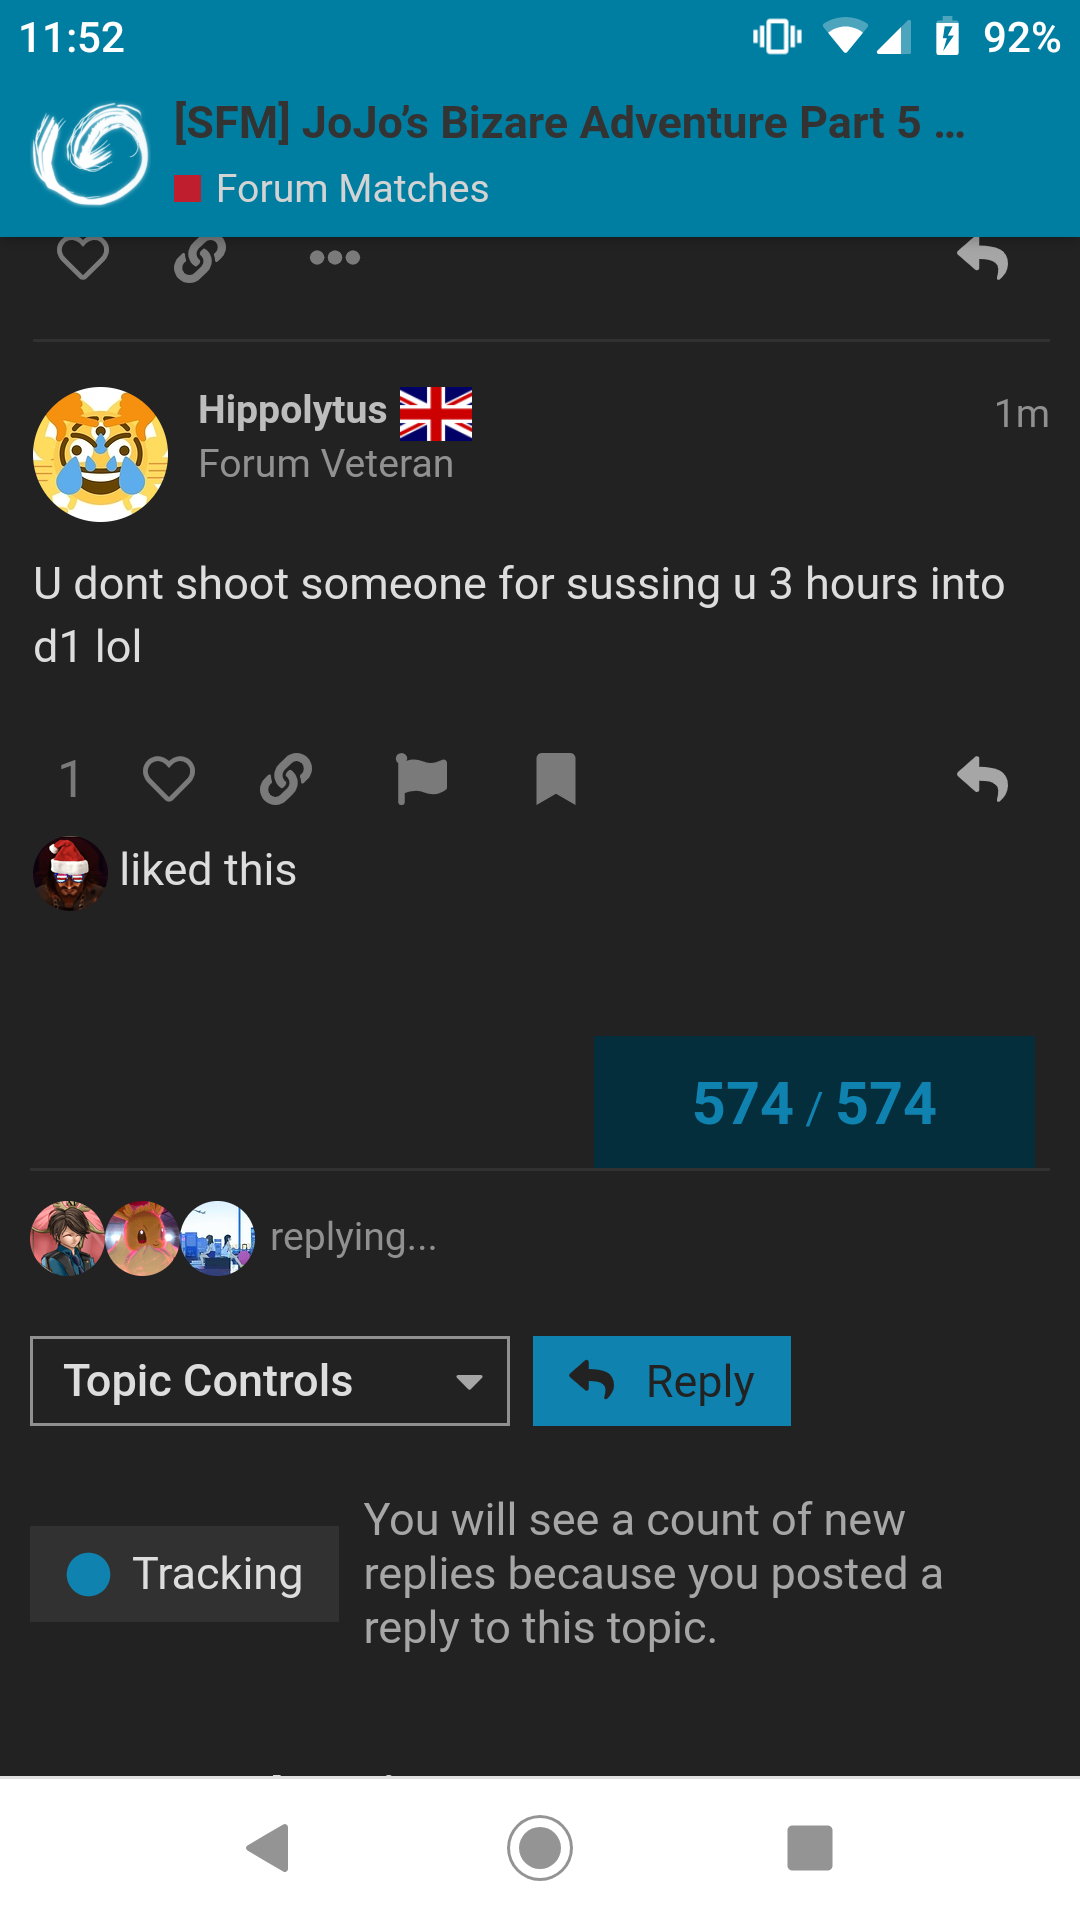 11:52
92%
[SFM] JoJo’s Bizare Adventure Part 5 ...
Forum Matches
Hippolytus
1m
Forum Veteran
U dont shoot someone for sussing u 3 hours into
d1 lol
1
liked this
574 / 574
replying...
Topic Controls
Reply
Tracking
You will see a count of new
replies because you posted a
reply to this topic.